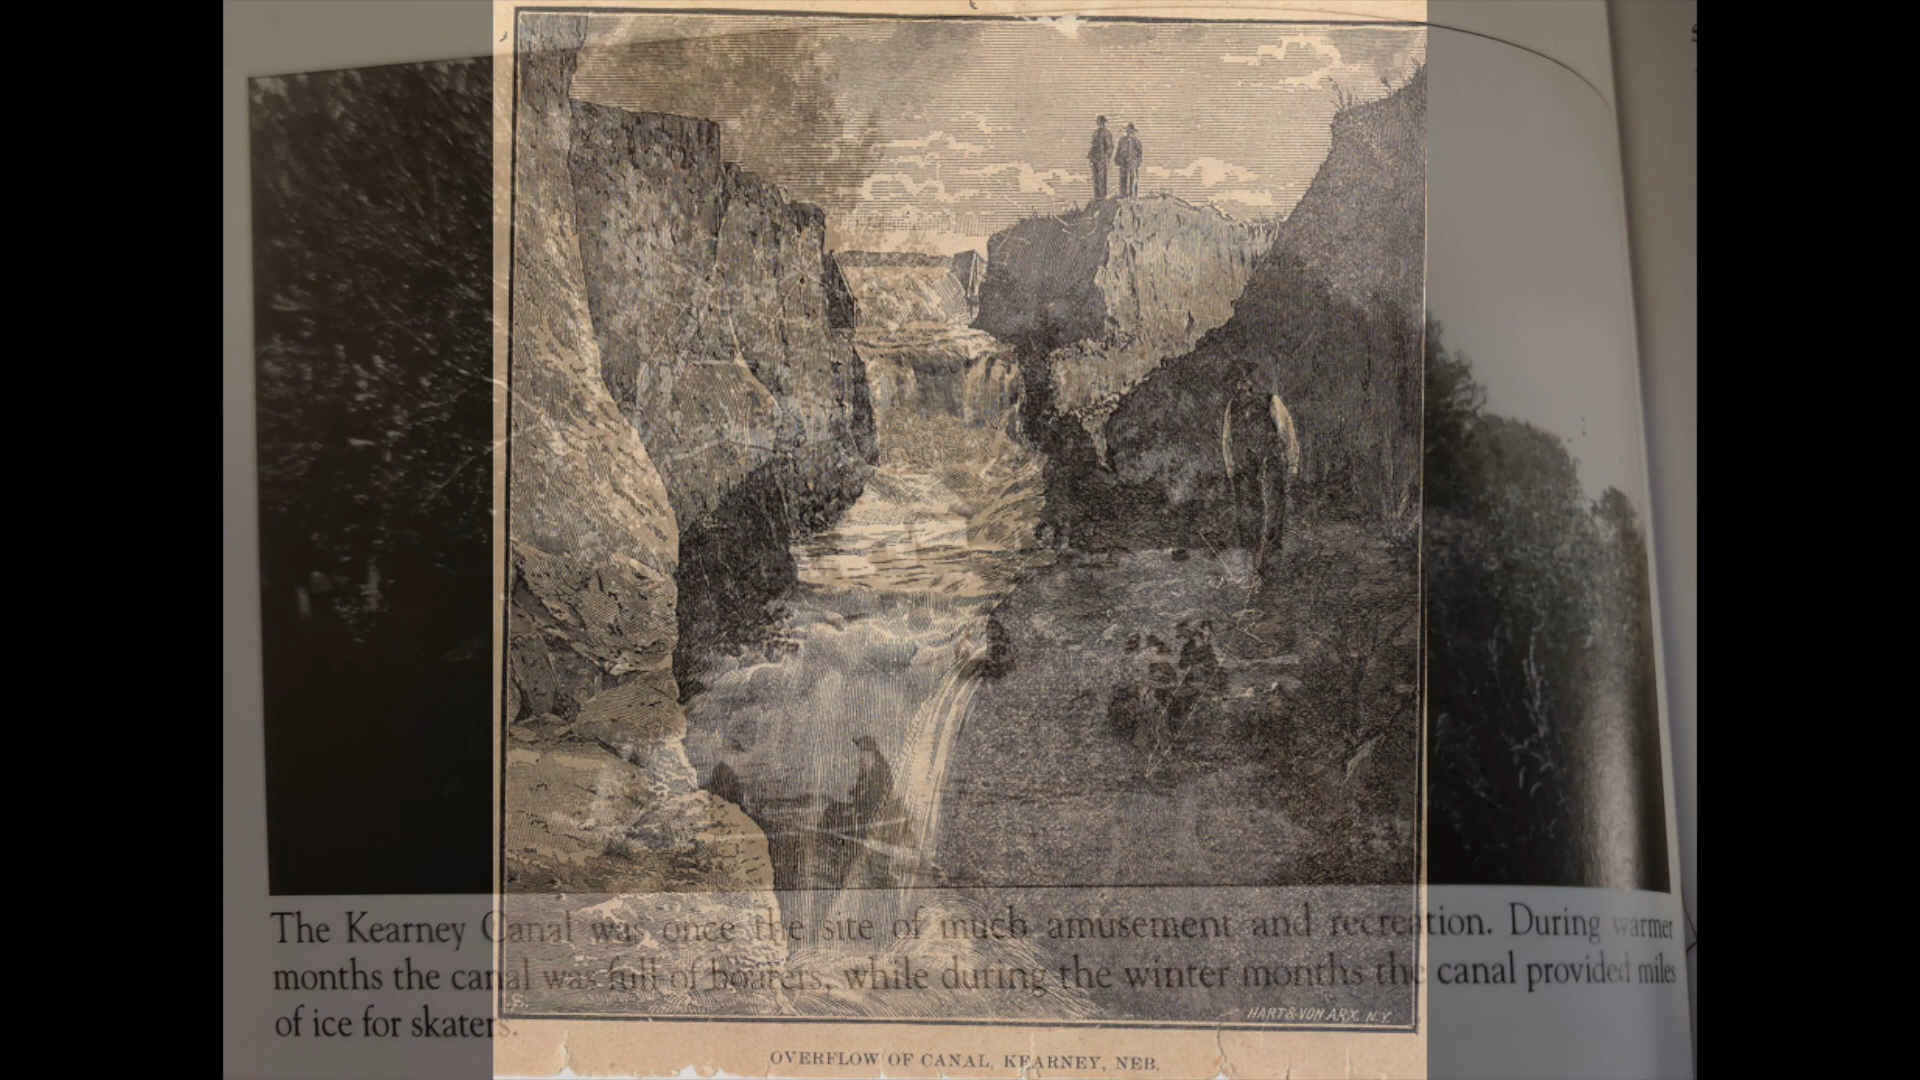 The Kearney Canal was once the site of much amusement and recreation. During warmer
months the canal was full of boaters, while during the winter months the canal provided miles
of ice for skaters.
HART & VON ARX, N.Y.
OVERFLOW OF CANAL, KEARNEY, NEB.